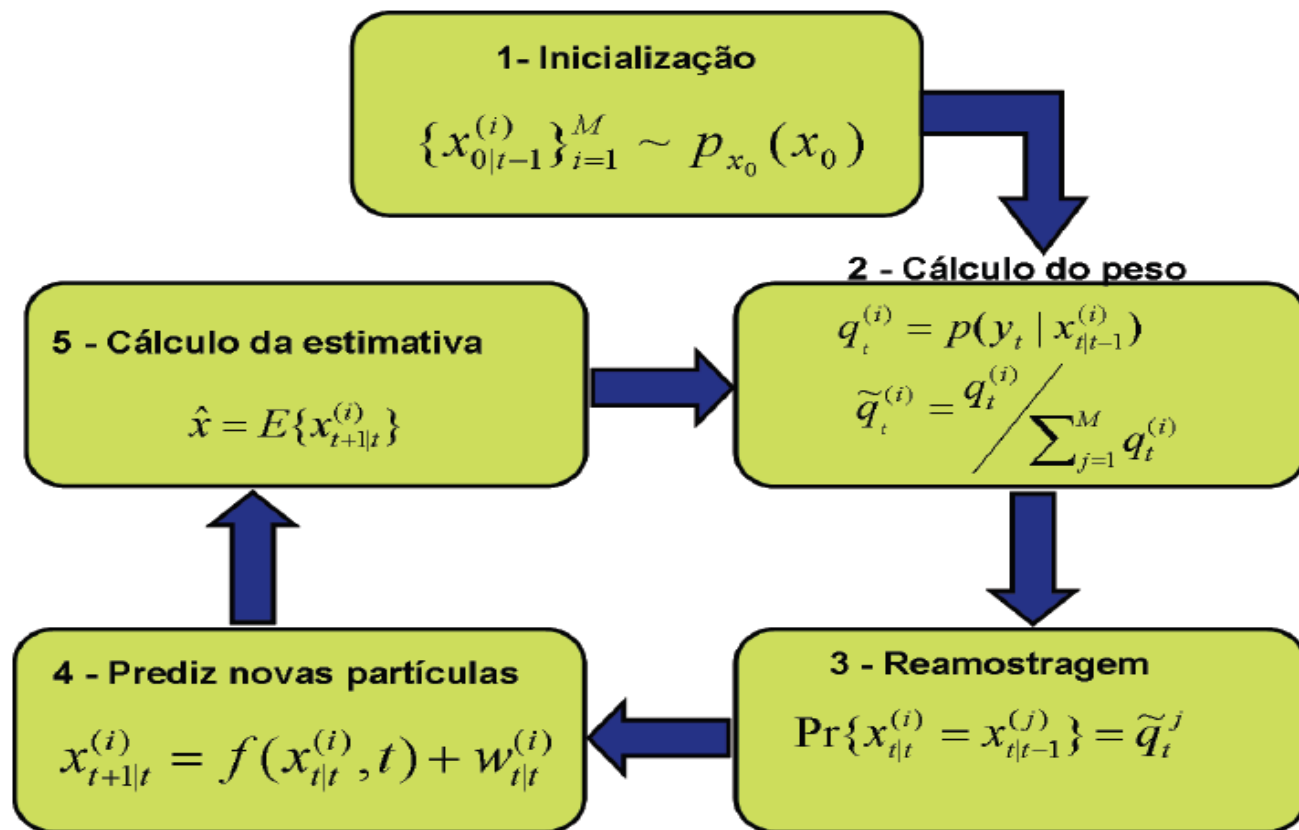 1- Inicialização
{x_{0|t-1}^{(i)}}_{i=1}^{M} ~ p_{x_0}(x_0)
2 - Cálculo do peso
q_t^{(i)} = p(y_t | x_{t|t-1}^{(i)})
q̃_t^{(i)} = q_t^{(i)} / ∑_{j=1}^{M} q_t^{(i)}
3 - Reamostragem
Pr{x_{t|t}^{(i)} = x_{t|t-1}^{(j)}} = q̃_t^{j}
4 - Prediz novas partículas
x_{t+1|t}^{(i)} = f(x_{t|t}^{(i)}, t) + w_{t|t}^{(i)}
5 - Cálculo da estimativa
x̂ = E{x_{t+1|t}^{(i)}}